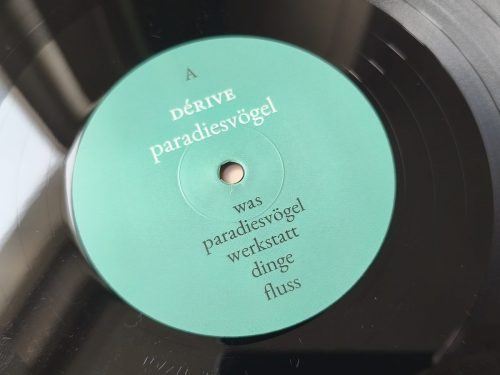 A
DÉRIVE
paradiesvögel
was
paradiesvögel
werkstatt
dinge
fluss